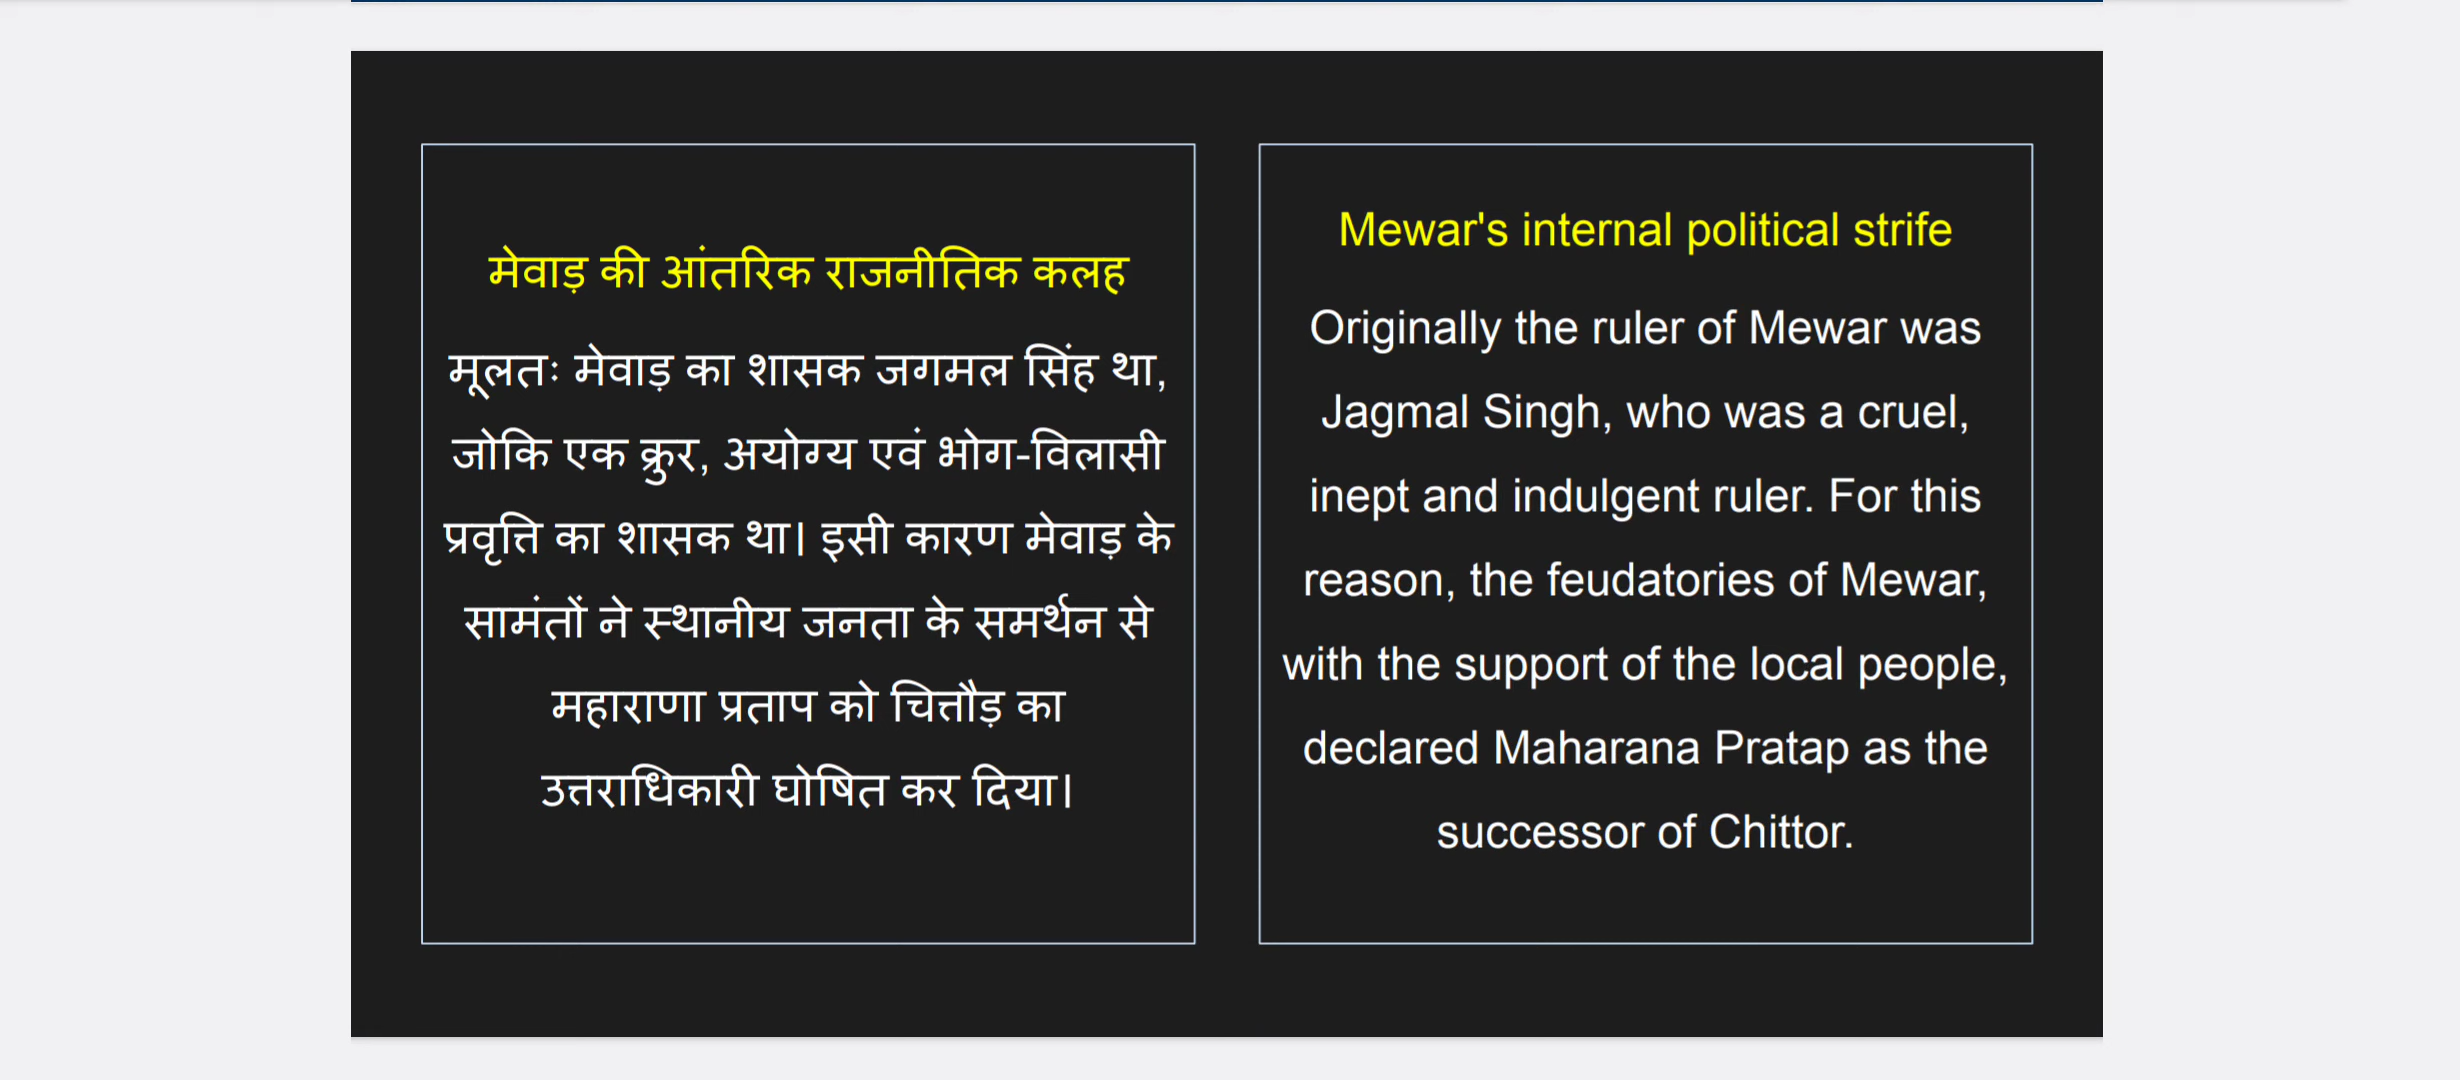 मेवाड़ की आंतरिक राजनीतिक कलह
मूलतः मेवाड़ का शासक जगमल सिंह था,
जोकि एक क्रुर, अयोग्य एवं भोग-विलासी
प्रवृत्ति का शासक था। इसी कारण मेवाड़ के
सामंतों ने स्थानीय जनता के समर्थन से
महाराणा प्रताप को चित्तौड़ का
उत्तराधिकारी घोषित कर दिया।
Mewar's internal political strife
Originally the ruler of Mewar was
Jagmal Singh, who was a cruel,
inept and indulgent ruler. For this
reason, the feudatories of Mewar,
with the support of the local people,
declared Maharana Pratap as the
successor of Chittor.